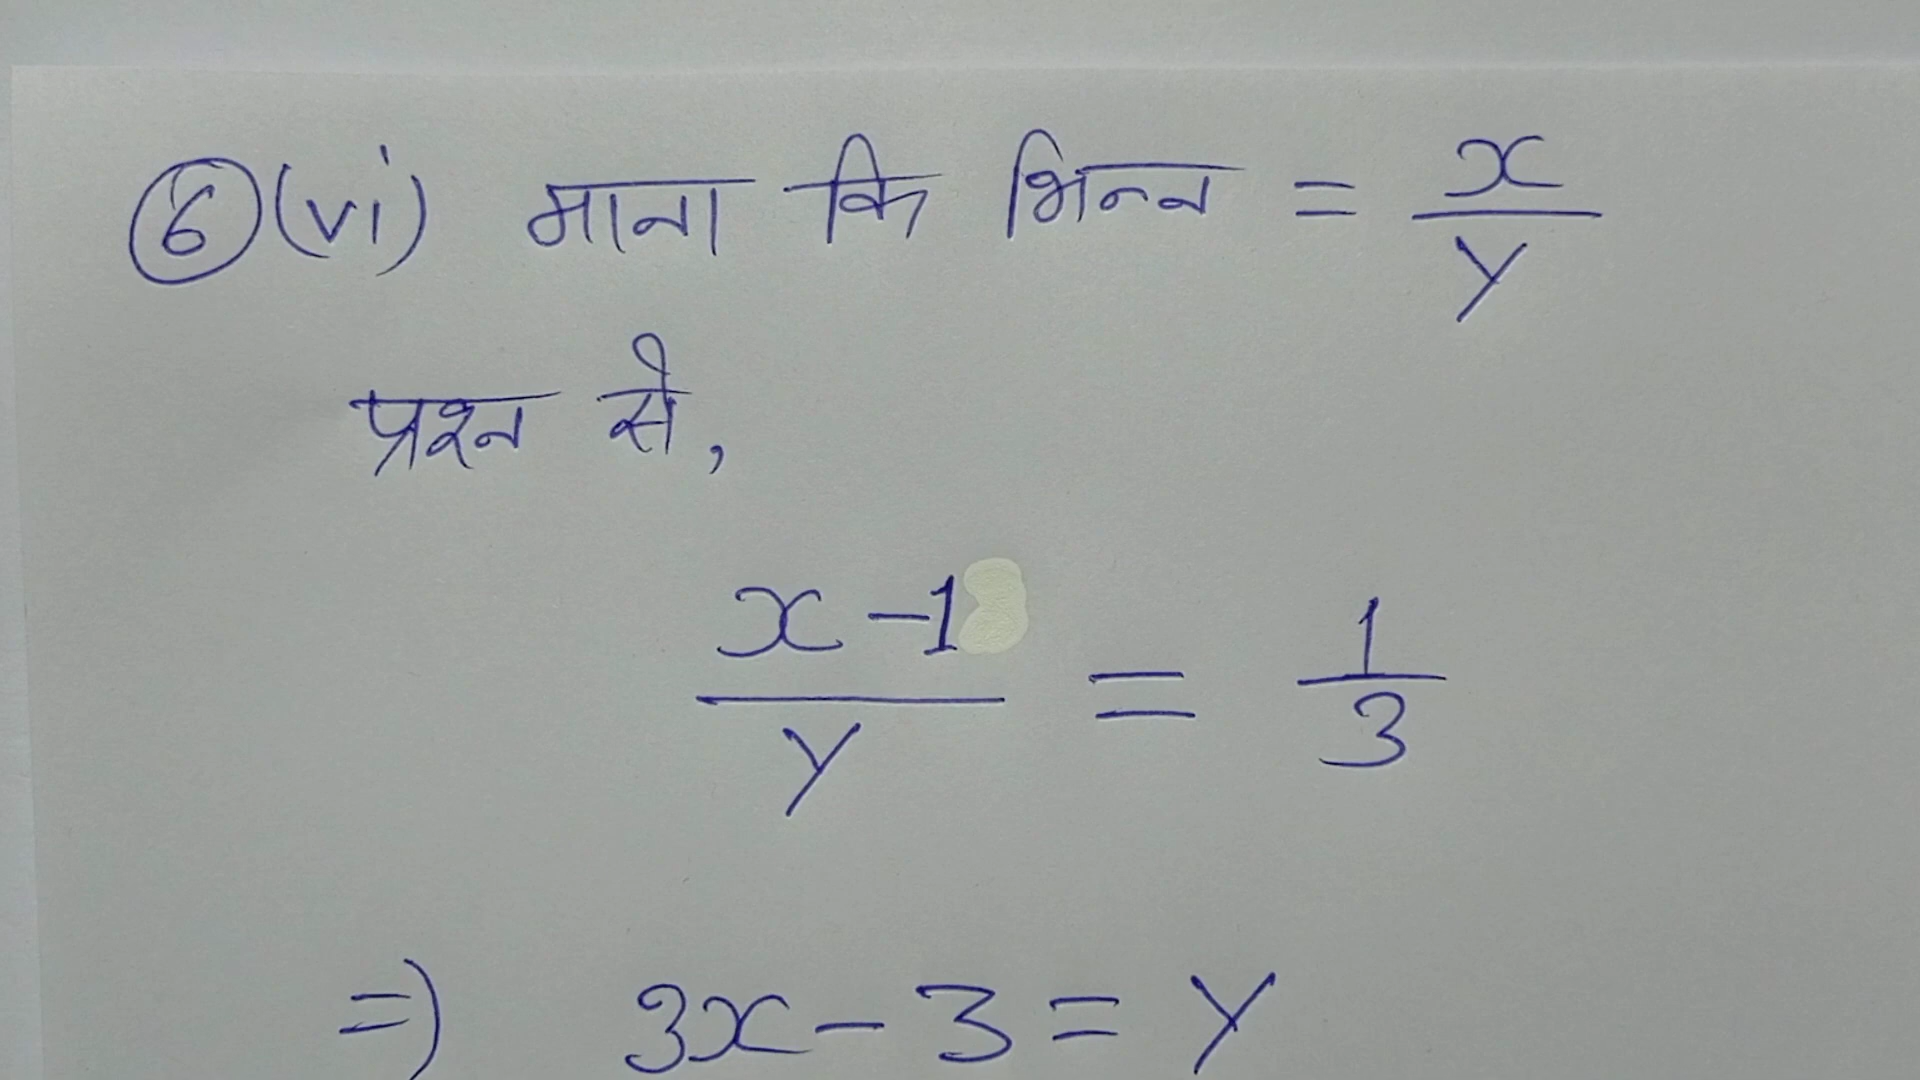 6 (vi) माना कि भिन्न = x/y
प्रश्न से,
x-1/y = 1/3
=) 3x-3=y